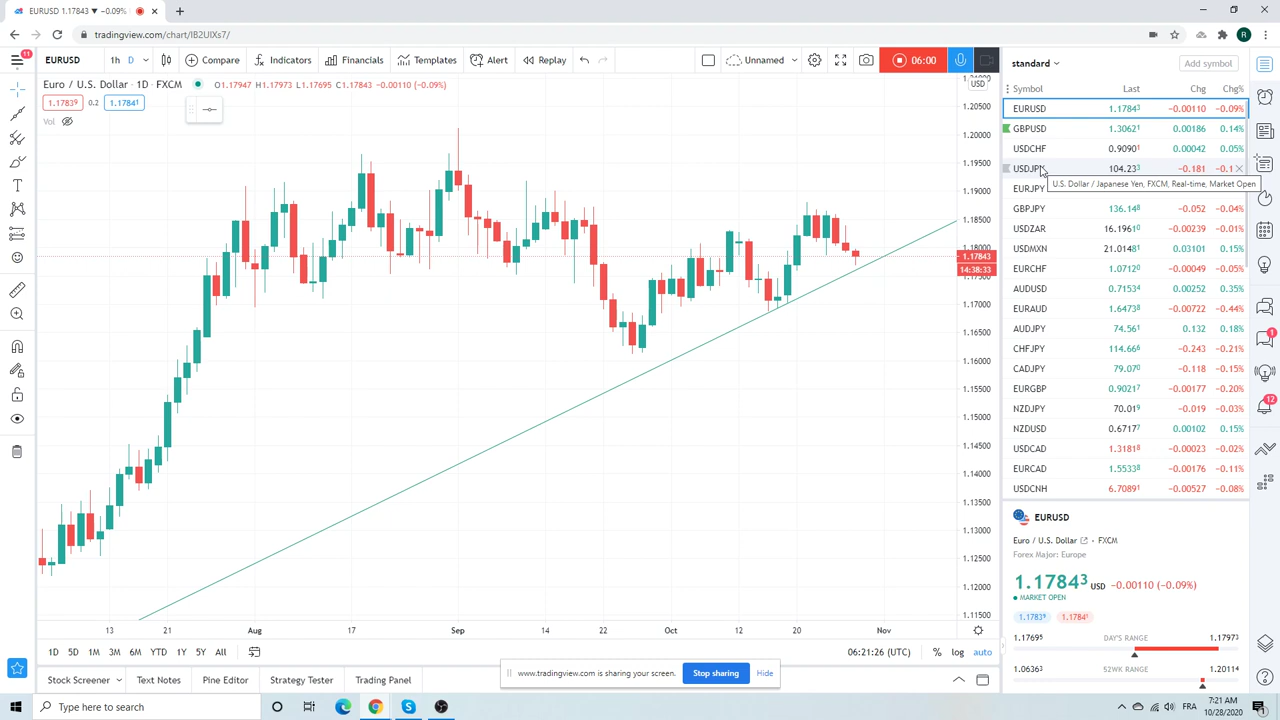 EURUSD 1.17843 ▼ −0.09%
tradingview.com/chart/IB2UIXs7/
R
11
EURUSD
1h D
Compare
Indicators
Financials
Templates
Alert
Replay
Unnamed
06:00
Euro / U.S. Dollar · 1D · FXCM
O1.17947 L1.17695 C1.17843 −0.00110 (−0.09%)
1.17839 0.2 1.17841
Vol
USD
1.20500
1.20000
1.19500
1.19000
1.18500
1.18000
1.17843
14:38:33
1.17000
1.16500
1.16000
1.15500
1.15000
1.14500
1.14000
1.13500
1.13000
1.12500
1.12000
1.11500
13 21 Aug 17 Sep 14 22 Oct 12 20 Nov
1D 5D 1M 3M 6M YTD 1Y 5Y All
06:21:26 (UTC) % log auto
Stock Screener Text Notes Pine Editor Strategy Tester Trading Panel
www.tradingview.com is sharing your screen. Stop sharing Hide
standard
Add symbol
Symbol Last Chg Chg%
EURUSD 1.17843 −0.00110 −0.09%
GBPUSD 1.30621 0.00186 0.14%
USDCHF 0.90901 0.00042 0.05%
USDJPY 104.233 −0.181 −0.1
U.S. Dollar / Japanese Yen, FXCM, Real-time, Market Open
EURJPY
GBPJPY 136.148 −0.052 −0.04%
USDZAR 16.19610 −0.00239 −0.01%
USDMXN 21.01481 0.03101 0.15%
EURCHF 1.07120 −0.00049 −0.05%
AUDUSD 0.71534 0.00252 0.35%
EURAUD 1.64738 −0.00722 −0.44%
AUDJPY 74.561 0.132 0.18%
CHFJPY 114.666 −0.243 −0.21%
CADJPY 79.070 −0.118 −0.15%
EURGBP 0.90217 −0.00177 −0.20%
NZDJPY 70.019 −0.019 −0.03%
NZDUSD 0.67177 0.00102 0.15%
USDCAD 1.31818 −0.00023 −0.02%
EURCAD 1.55338 −0.00176 −0.11%
USDCNH 6.70891 −0.00527 −0.08%
EURUSD
Euro / U.S. Dollar · FXCM
Forex Major: Europe
1.17843 USD −0.00110 (−0.09%)
MARKET OPEN
1.17839 1.17841
1.17695 DAY'S RANGE 1.17973
1.06363 52WK RANGE 1.20114
1
12
Type here to search
FRA
7:21 AM
10/28/2020
1